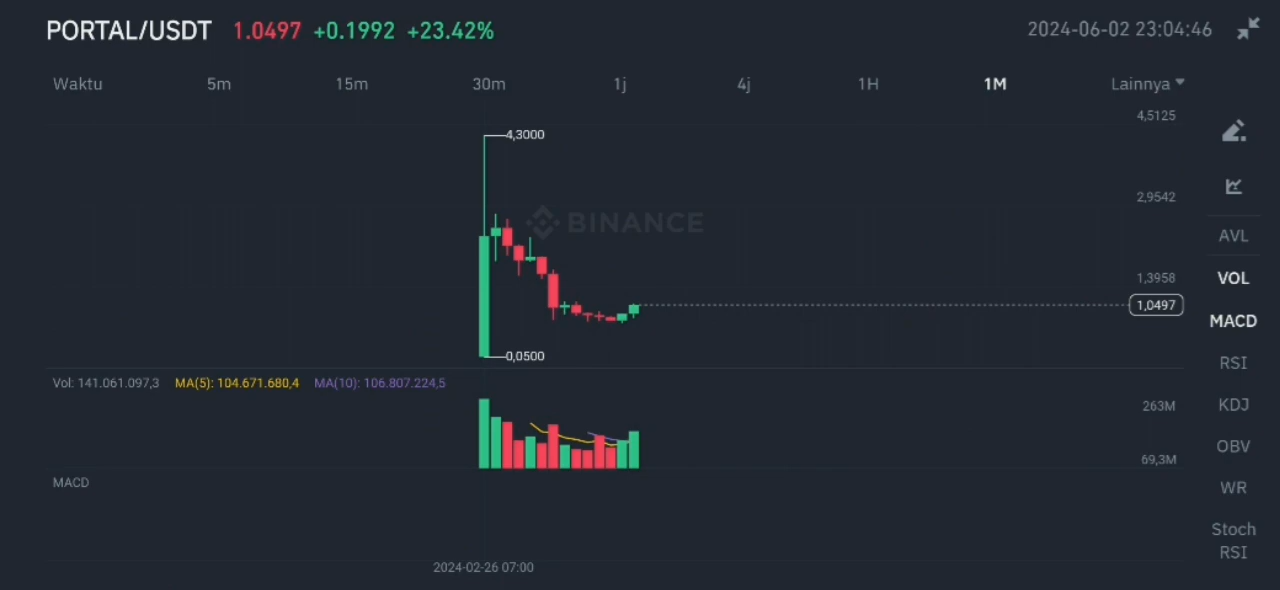 PORTAL/USDT 1.0497 +0.1992 +23.42% 2024-06-02 23:04:46
Waktu 5m 15m 30m 1j 4j 1H 1M Lainnya
4,5125
4,3000
2,9542
BINANCE
AVL
1,3958
VOL
1,0497
MACD
0,0500
RSI
Vol: 141.061.097,3 MA(5): 104.671.680,4 MA(10): 106.807.224,5
263M
KDJ
OBV
69,3M
MACD
WR
Stoch
RSI
2024-02-26 07:00